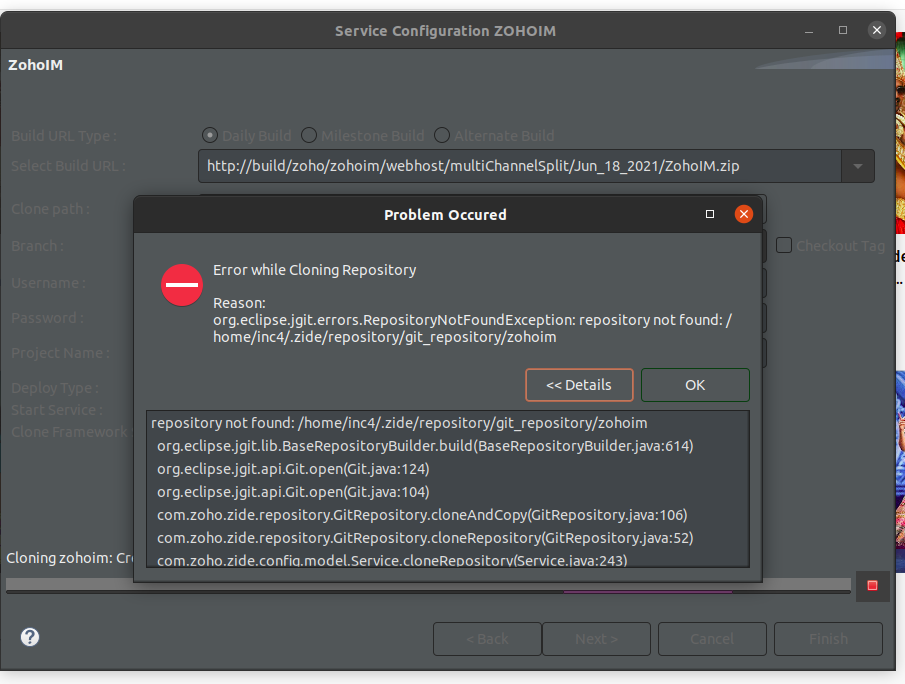 Service Configuration ZOHOIM
ZohoIM
Build URL Type :
Daily Build
Milestone Build
Alternate Build
Select Build URL :
http://build/zoho/zohoim/webhost/multiChannelSplit/Jun_18_2021/ZohoIM.zip
Clone path :
Problem Occured
Branch :
Checkout Tag
Error while Cloning Repository
Username :
Reason:
org.eclipse.jgit.errors.RepositoryNotFoundException: repository not found: /
home/inc4/.zide/repository/git_repository/zohoim
Password :
Project Name :
Deploy Type :
<< Details
OK
Start Service :
Clone Framework :
repository not found: /home/inc4/.zide/repository/git_repository/zohoim
org.eclipse.jgit.lib.BaseRepositoryBuilder.build(BaseRepositoryBuilder.java:614)
org.eclipse.jgit.api.Git.open(Git.java:124)
org.eclipse.jgit.api.Git.open(Git.java:104)
com.zoho.zide.repository.GitRepository.cloneAndCopy(GitRepository.java:106)
com.zoho.zide.repository.GitRepository.cloneRepository(GitRepository.java:52)
com.zoho.zide.config.model.Service.cloneRepository(Service.java:243)
Cloning zohoim: Cr
?
< Back
Next >
Cancel
Finish